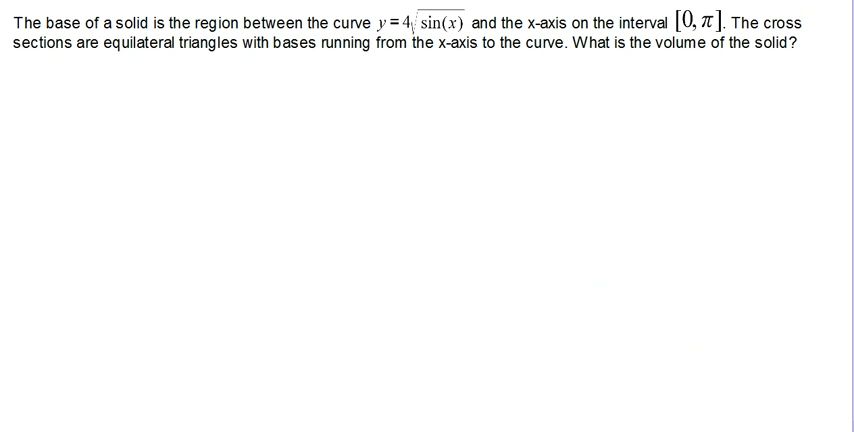 The base of a solid is the region between the curve y = 4√sin(x) and the x-axis on the interval [0, π]. The cross
sections are equilateral triangles with bases running from the x-axis to the curve. What is the volume of the solid?